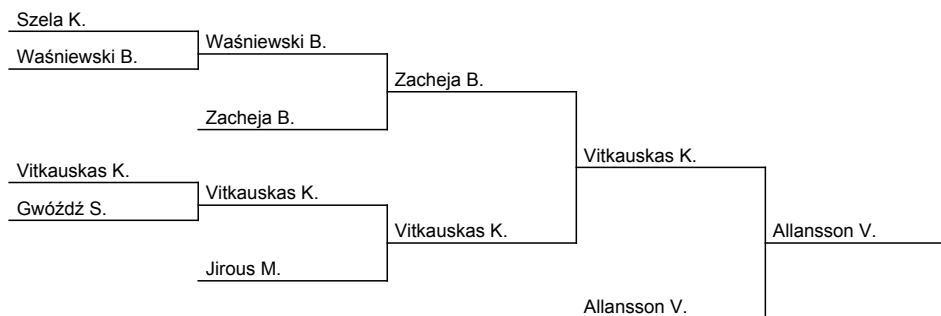 Szela K.
Waśniewski B.
Waśniewski B.
Zacheja B.
Zacheja B.
Vitkauskas K.
Vitkauskas K.
Gwóźdź S.
Vitkauskas K.
Vitkauskas K.
Jirous M.
Allansson V.
Allansson V.